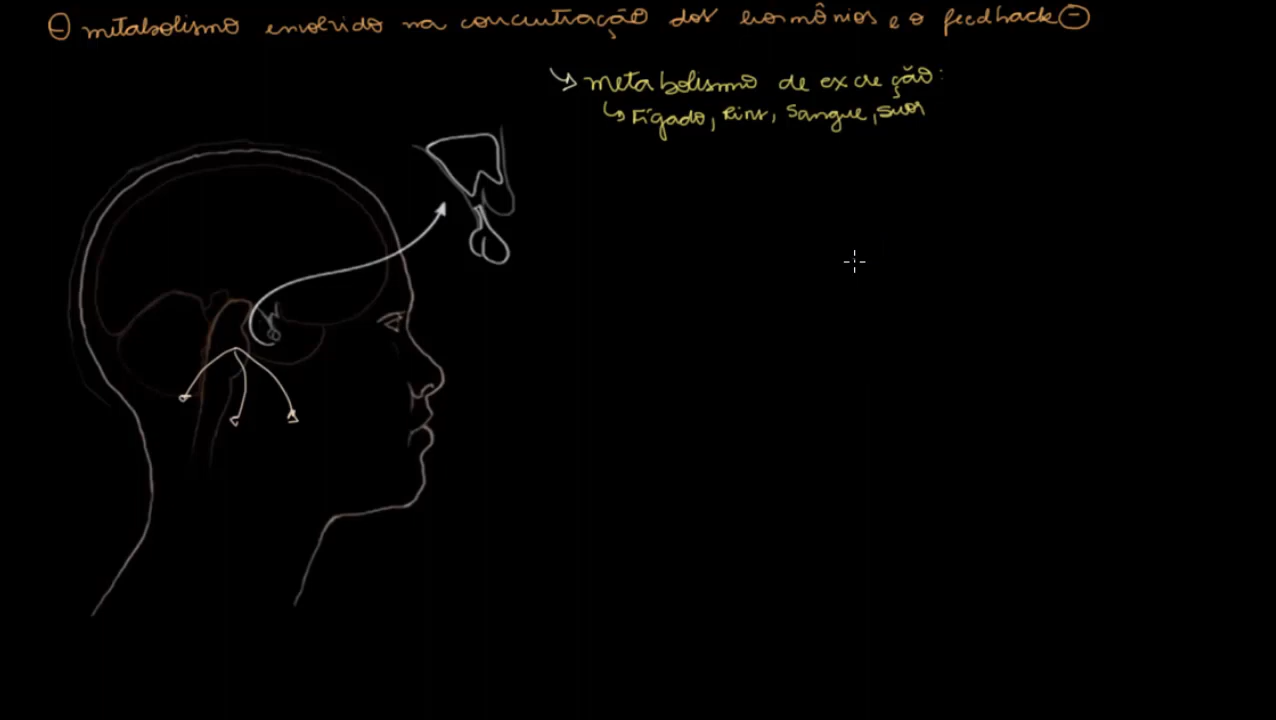 O metabolismo envolvido na concentração dos hormônios e o feedback ⊖
metabolismo de excreção:
Fígado, Rins, Sangue, suor